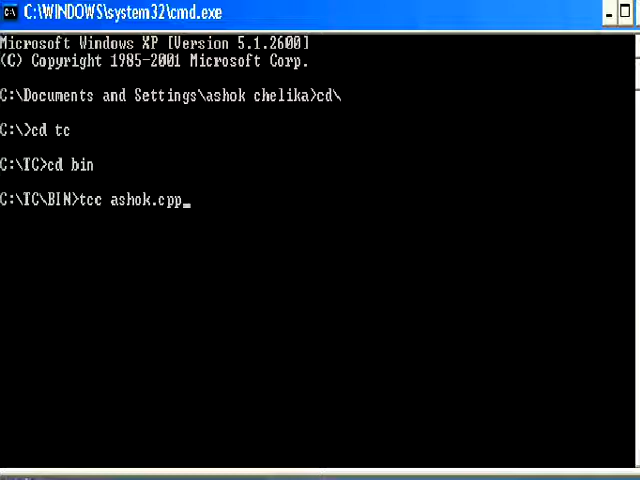 C:\WINDOWS\system32\cmd.exe
Microsoft Windows XP [Version 5.1.2600]
(C) Copyright 1985-2001 Microsoft Corp.
C:\Documents and Settings\ashok chelika>cd\
C:\>cd tc
C:\TC>cd bin
C:\TC\BIN>tcc ashok.cpp_